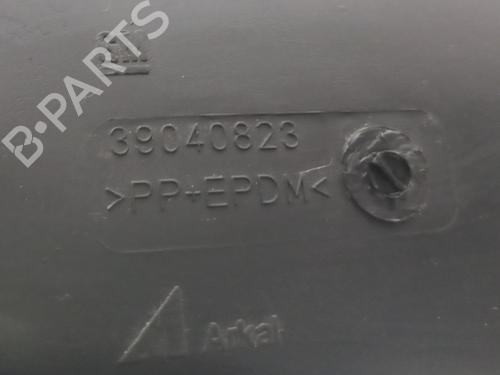 B-PARTS
39040823
>PP+EPDM<
Arkal